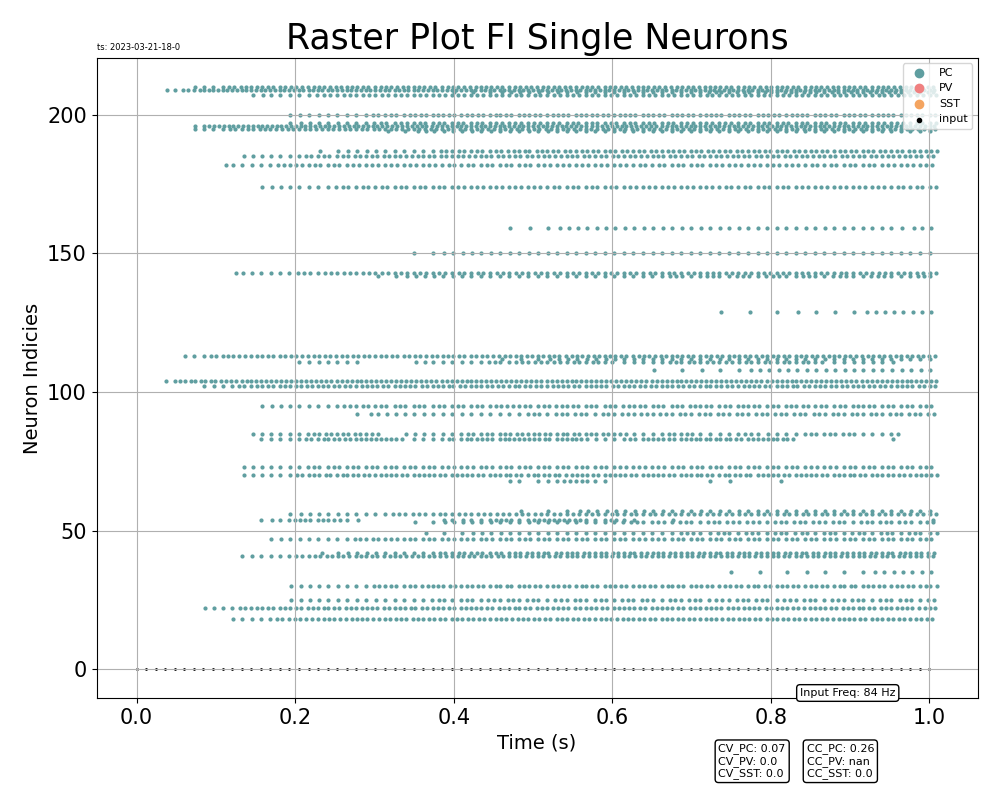 Raster Plot FI Single Neurons
ts: 2023-03-21-18-0
PC
PV
SST
input
200
150
100
50
0
Neuron Indicies
0.0 0.2 0.4 0.6 0.8 1.0
Time (s)
Input Freq: 84 Hz
CV_PC: 0.07
CV_PV: 0.0
CV_SST: 0.0
CC_PC: 0.26
CC_PV: nan
CC_SST: 0.0